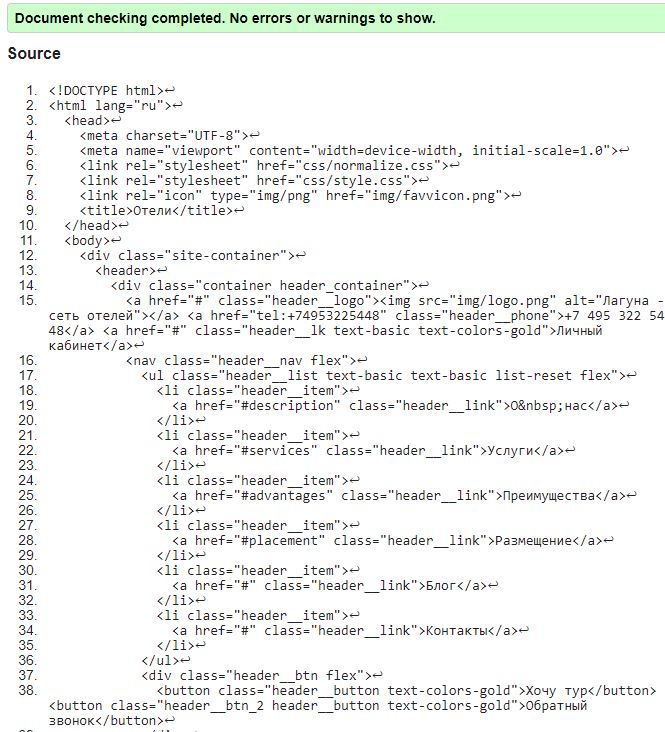 Document checking completed. No errors or warnings to show.
Source
1. <!DOCTYPE html>↩
2. <html lang="ru">↩
3. <head>↩
4. <meta charset="UTF-8">↩
5. <meta name="viewport" content="width=device-width, initial-scale=1.0">↩
6. <link rel="stylesheet" href="css/normalize.css">↩
7. <link rel="stylesheet" href="css/style.css">↩
8. <link rel="icon" type="img/png" href="img/favvicon.png">↩
9. <title>Отели</title>↩
10. </head>↩
11. <body>↩
12. <div class="site-container">↩
13. <header>↩
14. <div class="container header_container">↩
15. <a href="#" class="header__logo"><img src="img/logo.png" alt="Лагуна -
сеть отелей"></a> <a href="tel:+74953225448" class="header__phone">+7 495 322 54
48</a> <a href="#" class="header__lk text-basic text-colors-gold">Личный
кабинет</a>↩
16. <nav class="header__nav flex">↩
17. <ul class="header__list text-basic text-basic list-reset flex">↩
18. <li class="header__item">↩
19. <a href="#description" class="header__link">О&nbsp;нас</a>↩
20. </li>↩
21. <li class="header__item">↩
22. <a href="#services" class="header__link">Услуги</a>↩
23. </li>↩
24. <li class="header__item">↩
25. <a href="#advantages" class="header__link">Преимущества</a>↩
26. </li>↩
27. <li class="header__item">↩
28. <a href="#placement" class="header__link">Размещение</a>↩
29. </li>↩
30. <li class="header__item">↩
31. <a href="#" class="header__link">Блог</a>↩
32. </li>↩
33. <li class="header__item">↩
34. <a href="#" class="header__link">Контакты</a>↩
35. </li>↩
36. </ul>↩
37. <div class="header__btn flex">↩
38. <button class="header__button text-colors-gold">Хочу тур</button>
<button class="header__btn_2 header__button text-colors-gold">Обратный
звонок</button>↩